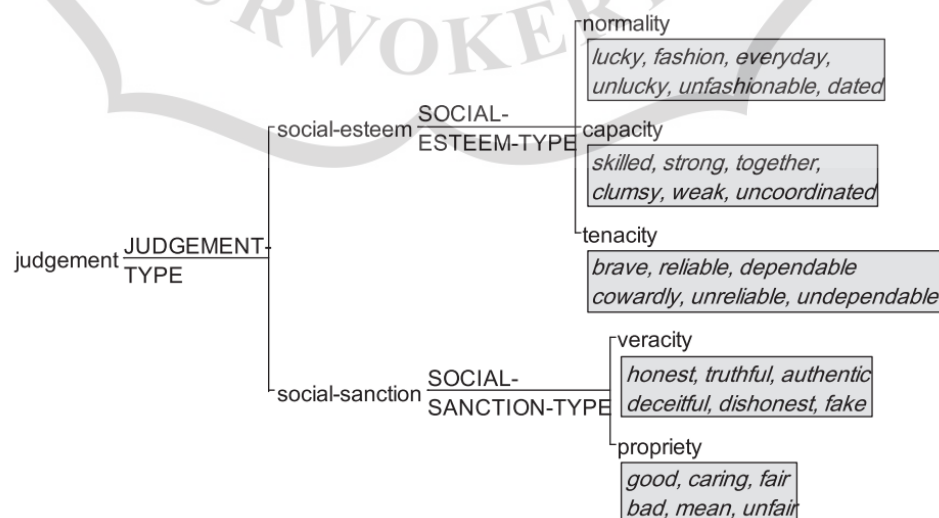 normality
lucky, fashion, everyday,
unlucky, unfashionable, dated
social-esteem
SOCIAL-
ESTEEM-TYPE
capacity
skilled, strong, together,
clumsy, weak, uncoordinated
tenacity
brave, reliable, dependable
cowardly, unreliable, undependable
judgement
JUDGEMENT-
TYPE
veracity
honest, truthful, authentic
deceitful, dishonest, fake
social-sanction
SOCIAL-
SANCTION-TYPE
propriety
good, caring, fair
bad, mean, unfair